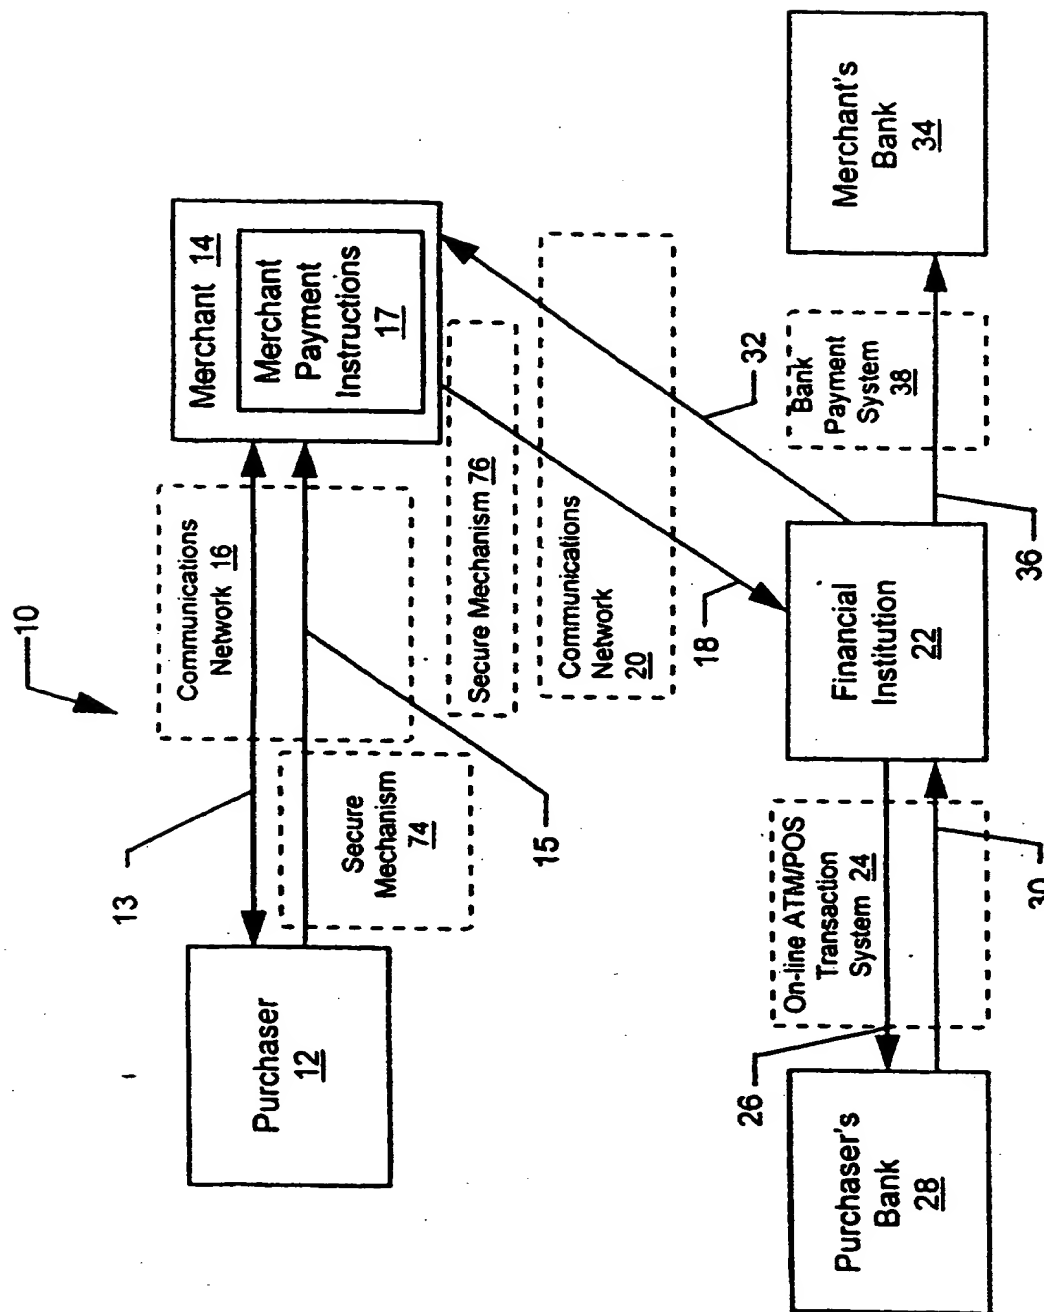 10
13
Communications
Network 16
Purchaser
12
Secure
Mechanism
74
15
Merchant 14
Merchant
Payment
Instructions
17
Secure Mechanism 76
Communications
Network
20
18
32
26
On-line ATM/POS
Transaction
System 24
30
Purchaser's
Bank
28
Financial
Institution
22
36
Bank
Payment
System
38
Merchant's
Bank
34